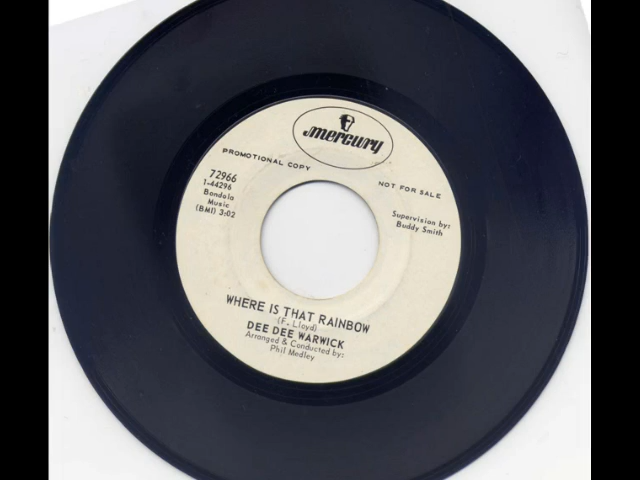 mercury
PROMOTIONAL COPY
NOT FOR SALE
72966
1-44296
Bondola
Music
(BMI) 3:02
Supervision by:
Buddy Smith
WHERE IS THAT RAINBOW
(F. Lloyd)
DEE DEE WARWICK
Arranged & Conducted by:
Phil Medley